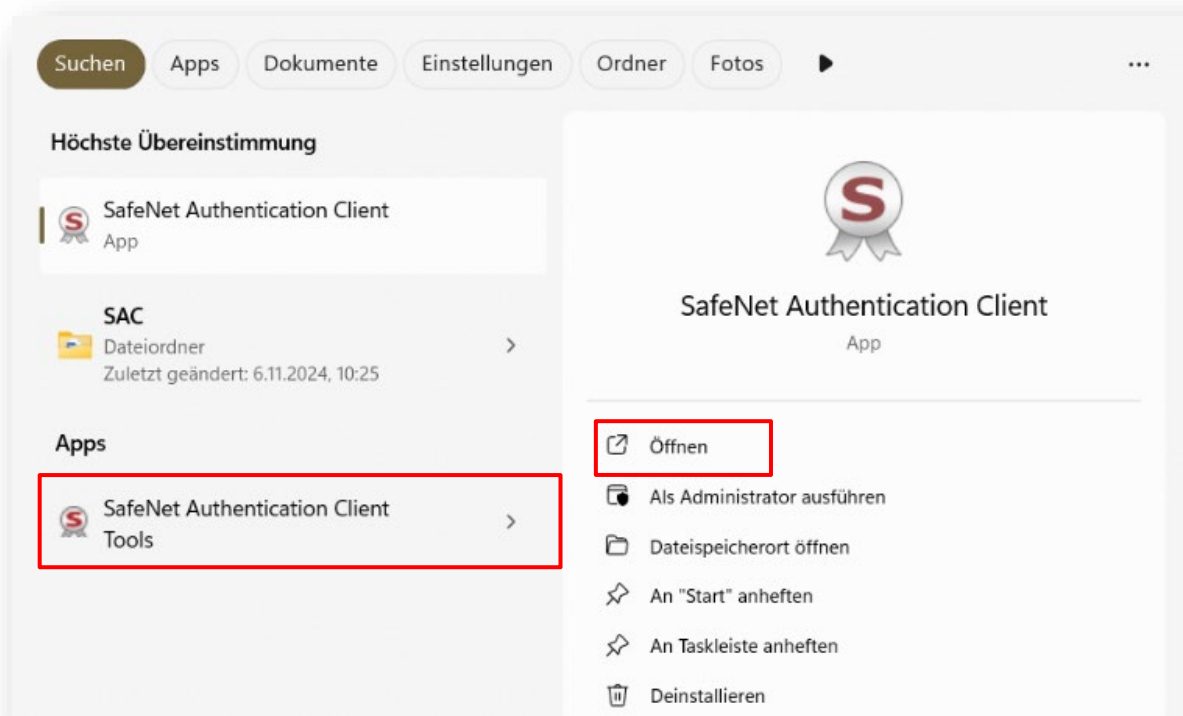 Suchen Apps Dokumente Einstellungen Ordner Fotos ...
Höchste Übereinstimmung
SafeNet Authentication Client
App
SAC
Dateiordner
Zuletzt geändert: 6.11.2024, 10:25
Apps
SafeNet Authentication Client
Tools
S
SafeNet Authentication Client
App
Öffnen
Als Administrator ausführen
Dateispeicherort öffnen
An "Start" anheften
An Taskleiste anheften
Deinstallieren